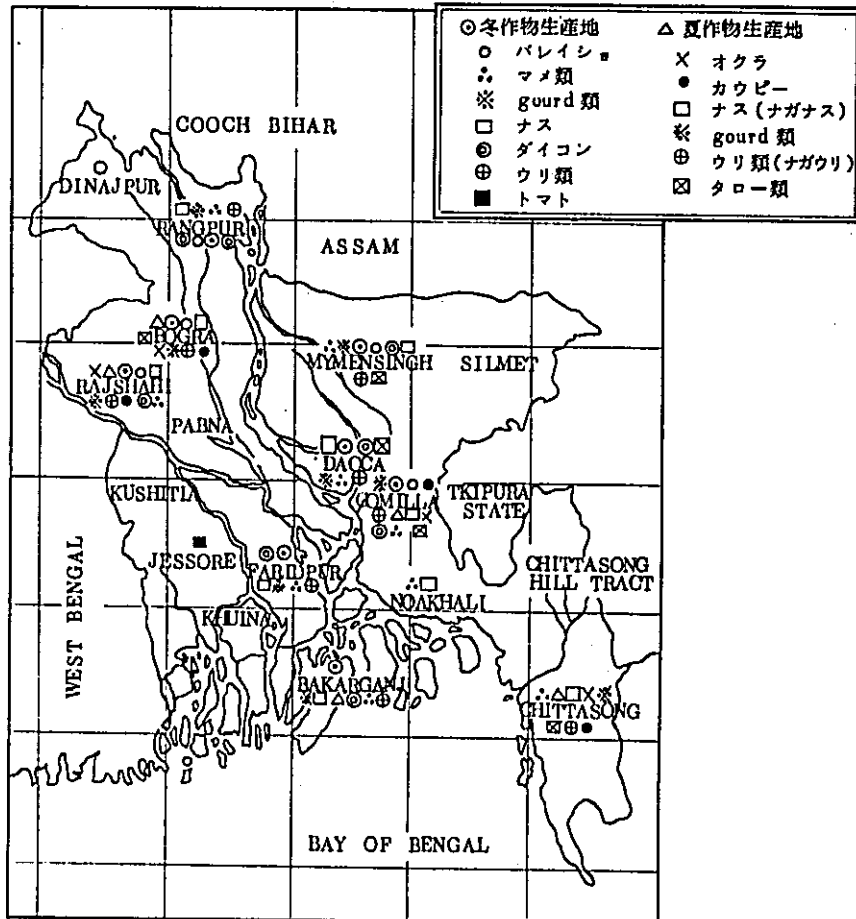 ⊙冬作物生産地
○ バレイショ
∴ マメ類
※ gourd 類
□ ナス
◎ ダイコン
⊕ ウリ類
■ トマト
△ 夏作物生産地
× オクラ
● カウピー
□ ナス(ナガナス)
※ gourd 類
⊕ ウリ類(ナガウリ)
⊠ タロー類
COOCH BIHAR
DINAJPUR
RANGPUR
ASSAM
BOGRA
MYMENSINGH
SILMET
RAJSHAHI
PABNA
DACCA
KUSHITIA
COMILLA
TKIPURA
STATE
JESSORE
FARIDPUR
CHITTASONG
HILL TRACT
NOAKHALI
KHUINA
WEST BENGAL
BAKARGANJ
CHITTASONG
BAY OF BENGAL